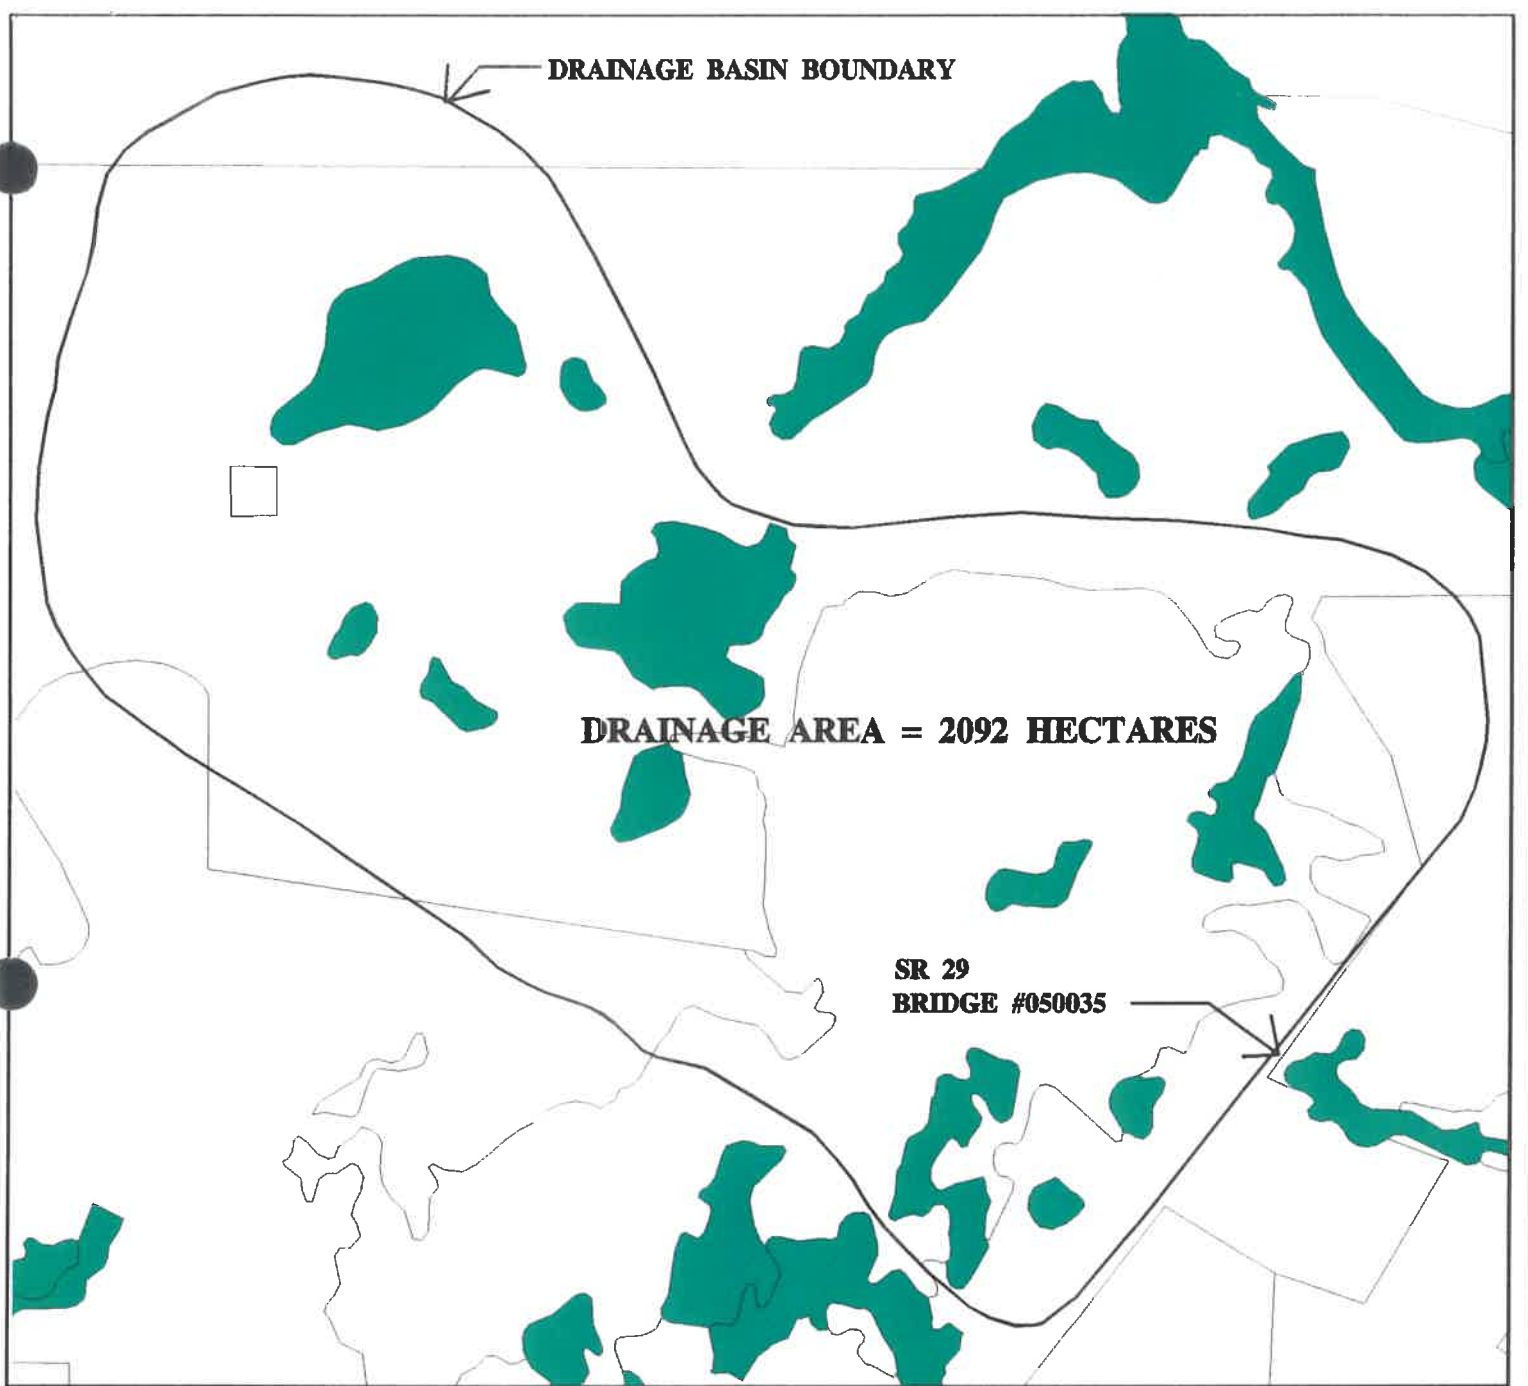 DRAINAGE BASIN BOUNDARY
DRAINAGE AREA = 2092 HECTARES
SR 29
BRIDGE #050035